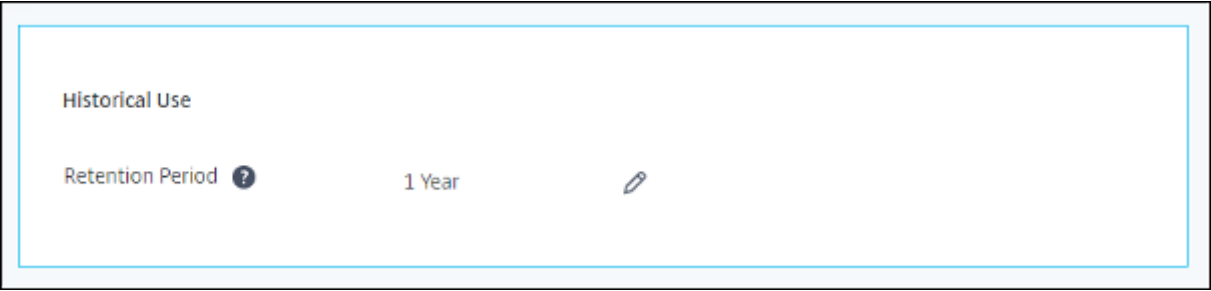 Historical Use
Retention Period ?
1 Year